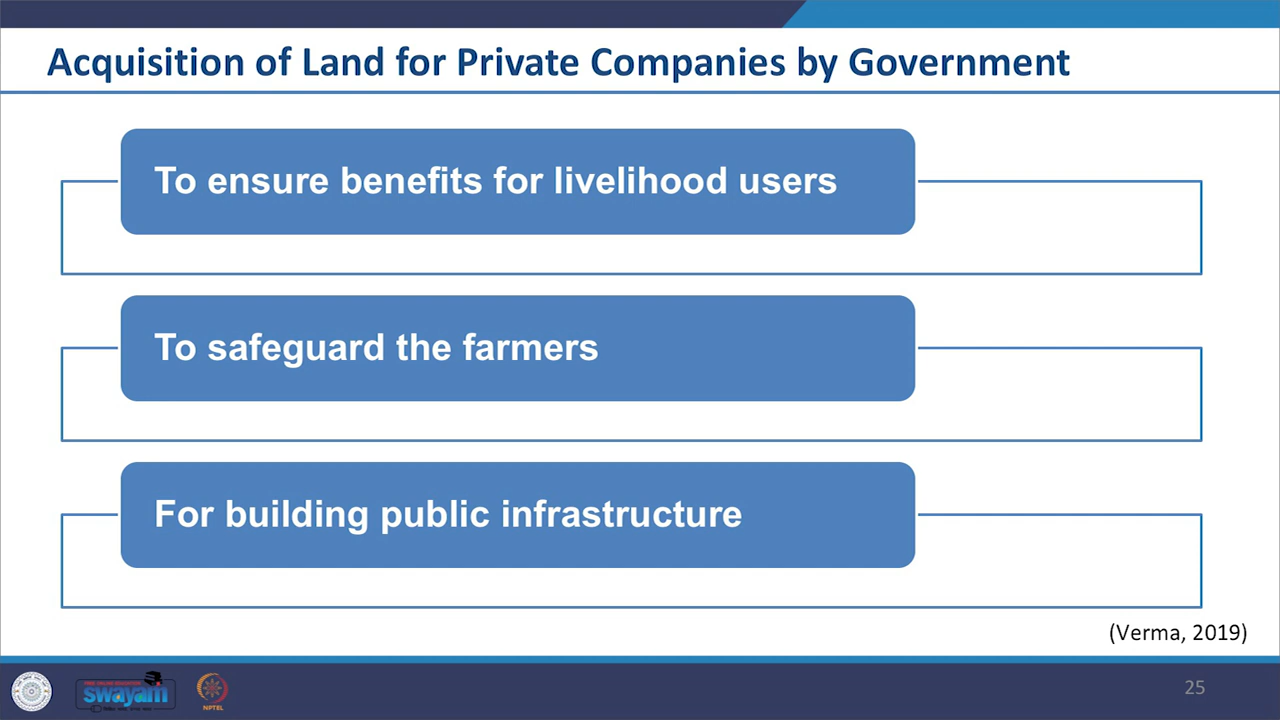 Acquisition of Land for Private Companies by Government
To ensure benefits for livelihood users
To safeguard the farmers
For building public infrastructure
(Verma, 2019)
swayam
NPTEL
25